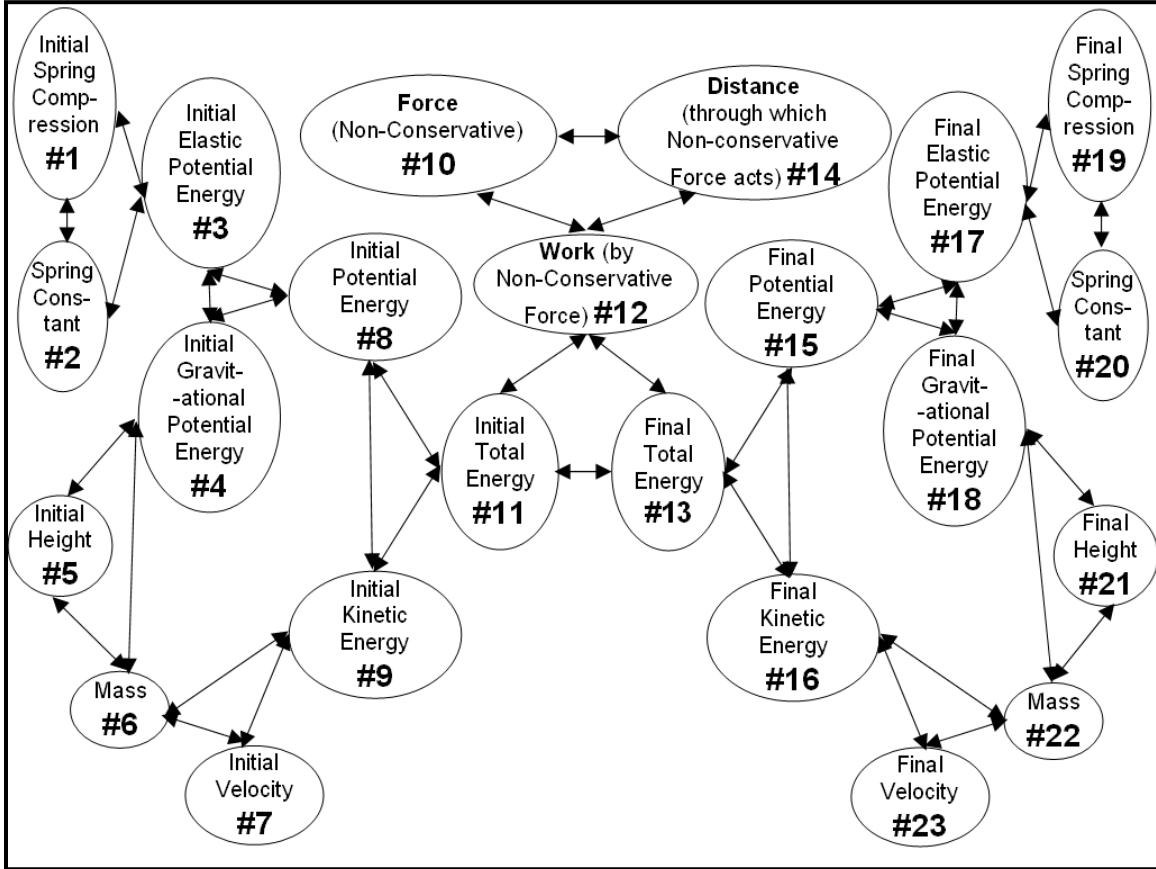 Initial
Spring
Comp-
ression
#1
Spring
Cons-
tant
#2
Initial
Elastic
Potential
Energy
#3
Initial
Gravit-
-ational
Potential
Energy
#4
Initial
Height
#5
Mass
#6
Initial
Velocity
#7
Initial
Potential
Energy
#8
Initial
Kinetic
Energy
#9
Force
(Non-Conservative)
#10
Distance
(through which
Non-conservative
Force acts) #14
Work (by
Non-Conservative
Force) #12
Initial
Total
Energy
#11
Final
Total
Energy
#13
Final
Potential
Energy
#15
Final
Kinetic
Energy
#16
Final
Elastic
Potential
Energy
#17
Final
Gravit-
-ational
Potential
Energy
#18
Final
Spring
Comp-
ression
#19
Spring
Cons-
tant
#20
Final
Height
#21
Mass
#22
Final
Velocity
#23